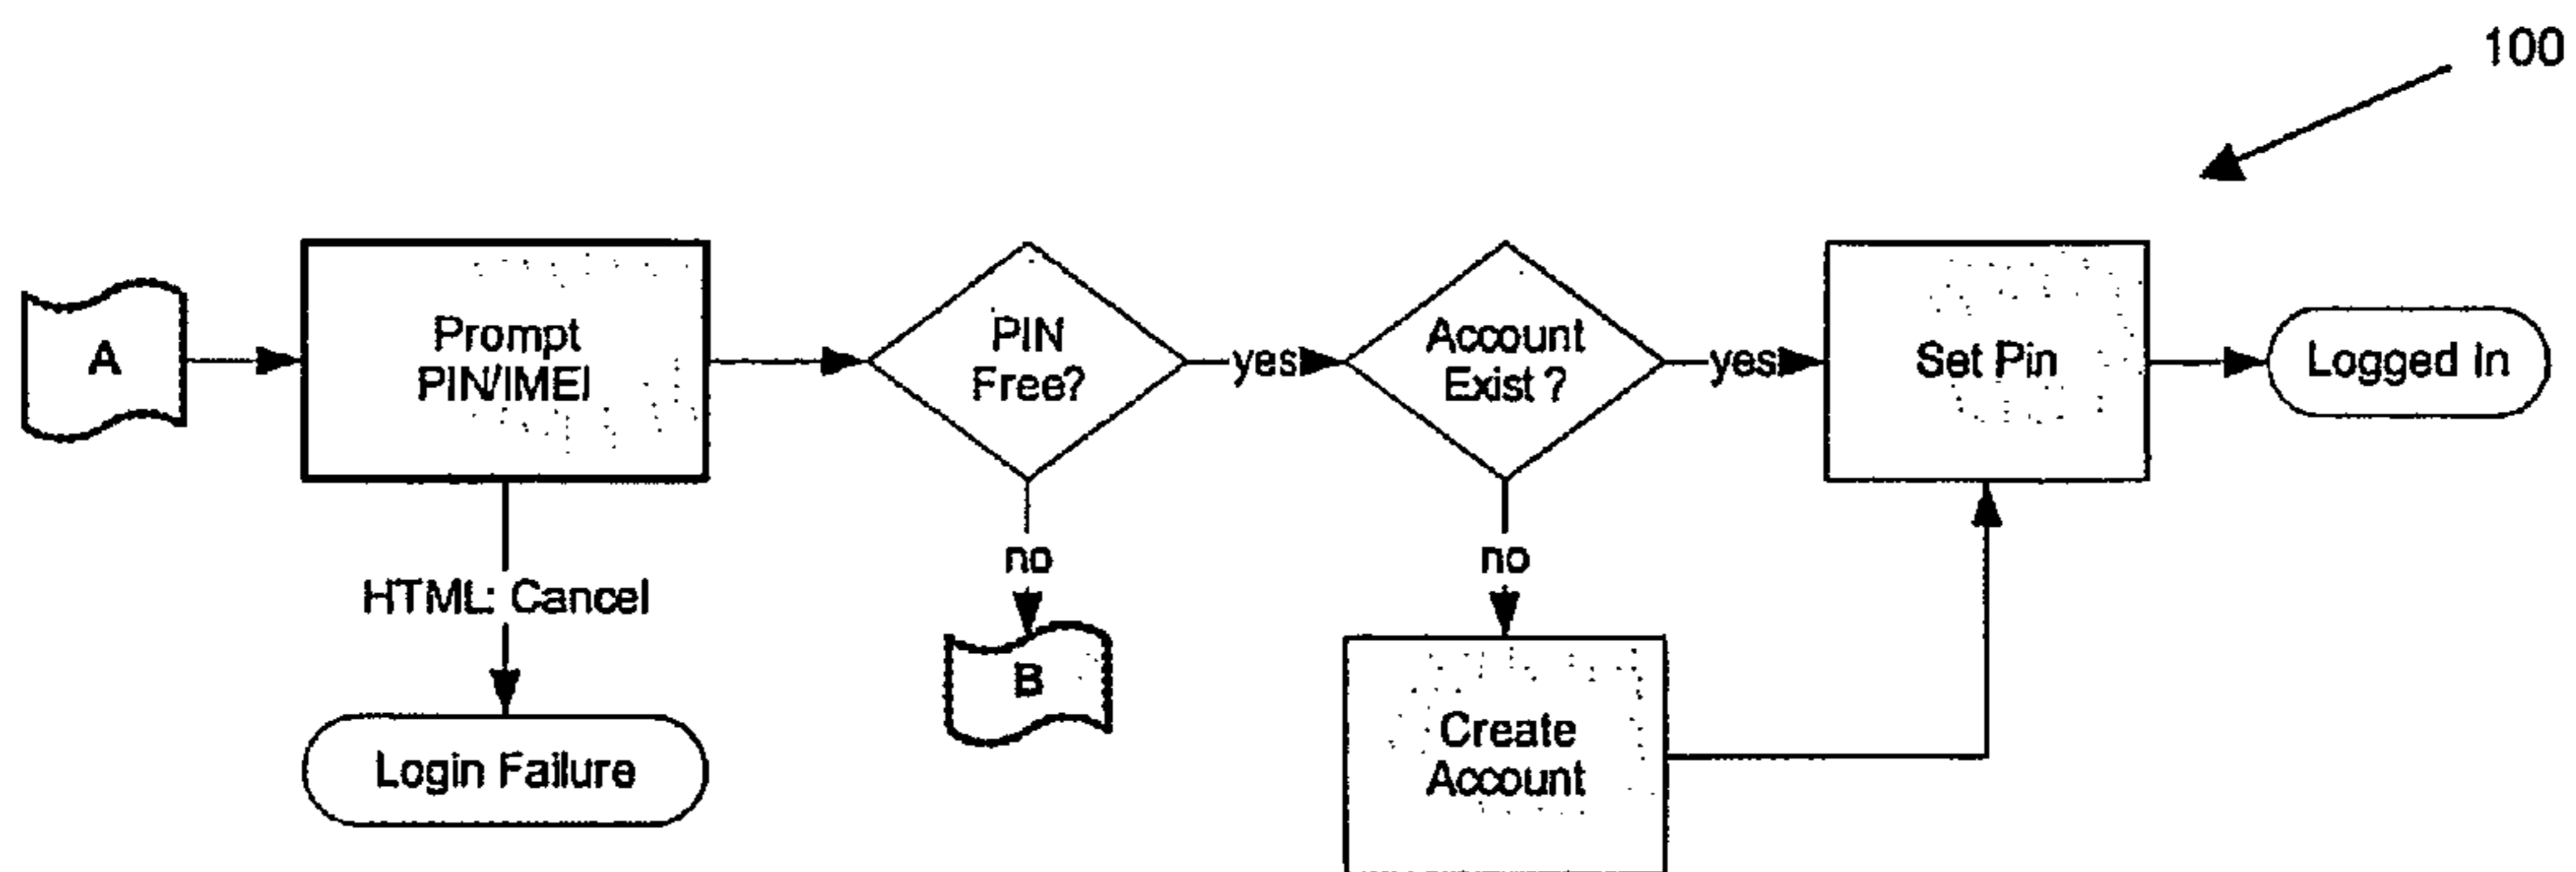 100
A
Prompt
PIN/IMEI
PIN
Free?
yes
Account
Exist ?
yes
Set Pin
Logged In
HTML: Cancel
no
no
B
Login Failure
Create
Account